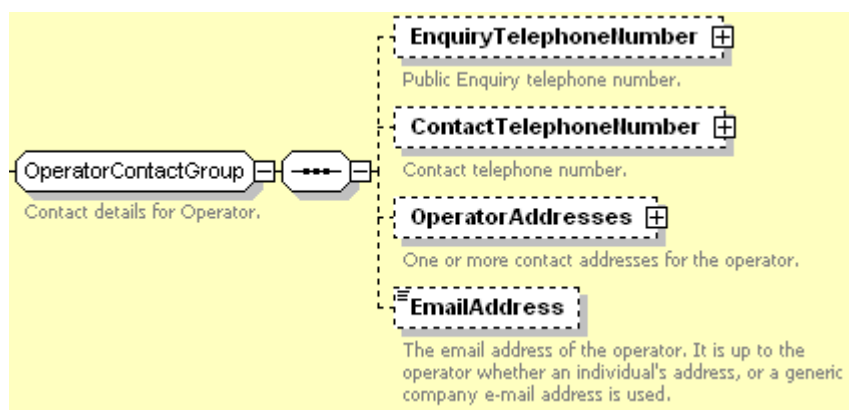 EnquiryTelephoneNumber
Public Enquiry telephone number.
ContactTelephoneNumber
Contact telephone number.
OperatorContactGroup
Contact details for Operator.
OperatorAddresses
One or more contact addresses for the operator.
EmailAddress
The email address of the operator. It is up to the
operator whether an individual's address, or a generic
company e-mail address is used.